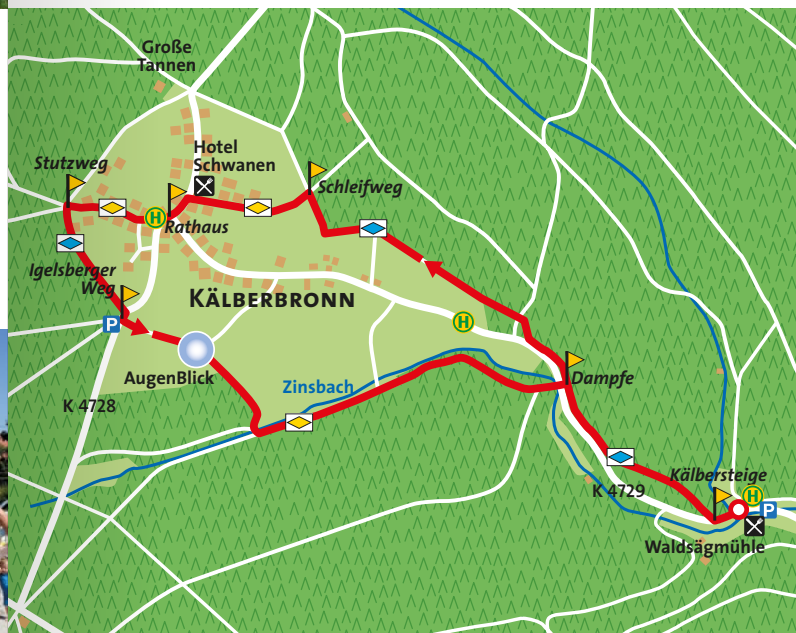 Große
Tannen
Hotel
Schwanen
Stutzweg
Schleifweg
H
Rathaus
Igelsberger
Weg
KÄLBERBRONN
P
H
AugenBlick
Zinsbach
Dampfe
K 4728
Kälbersteige
K 4729
H
P
Waldsägmühle